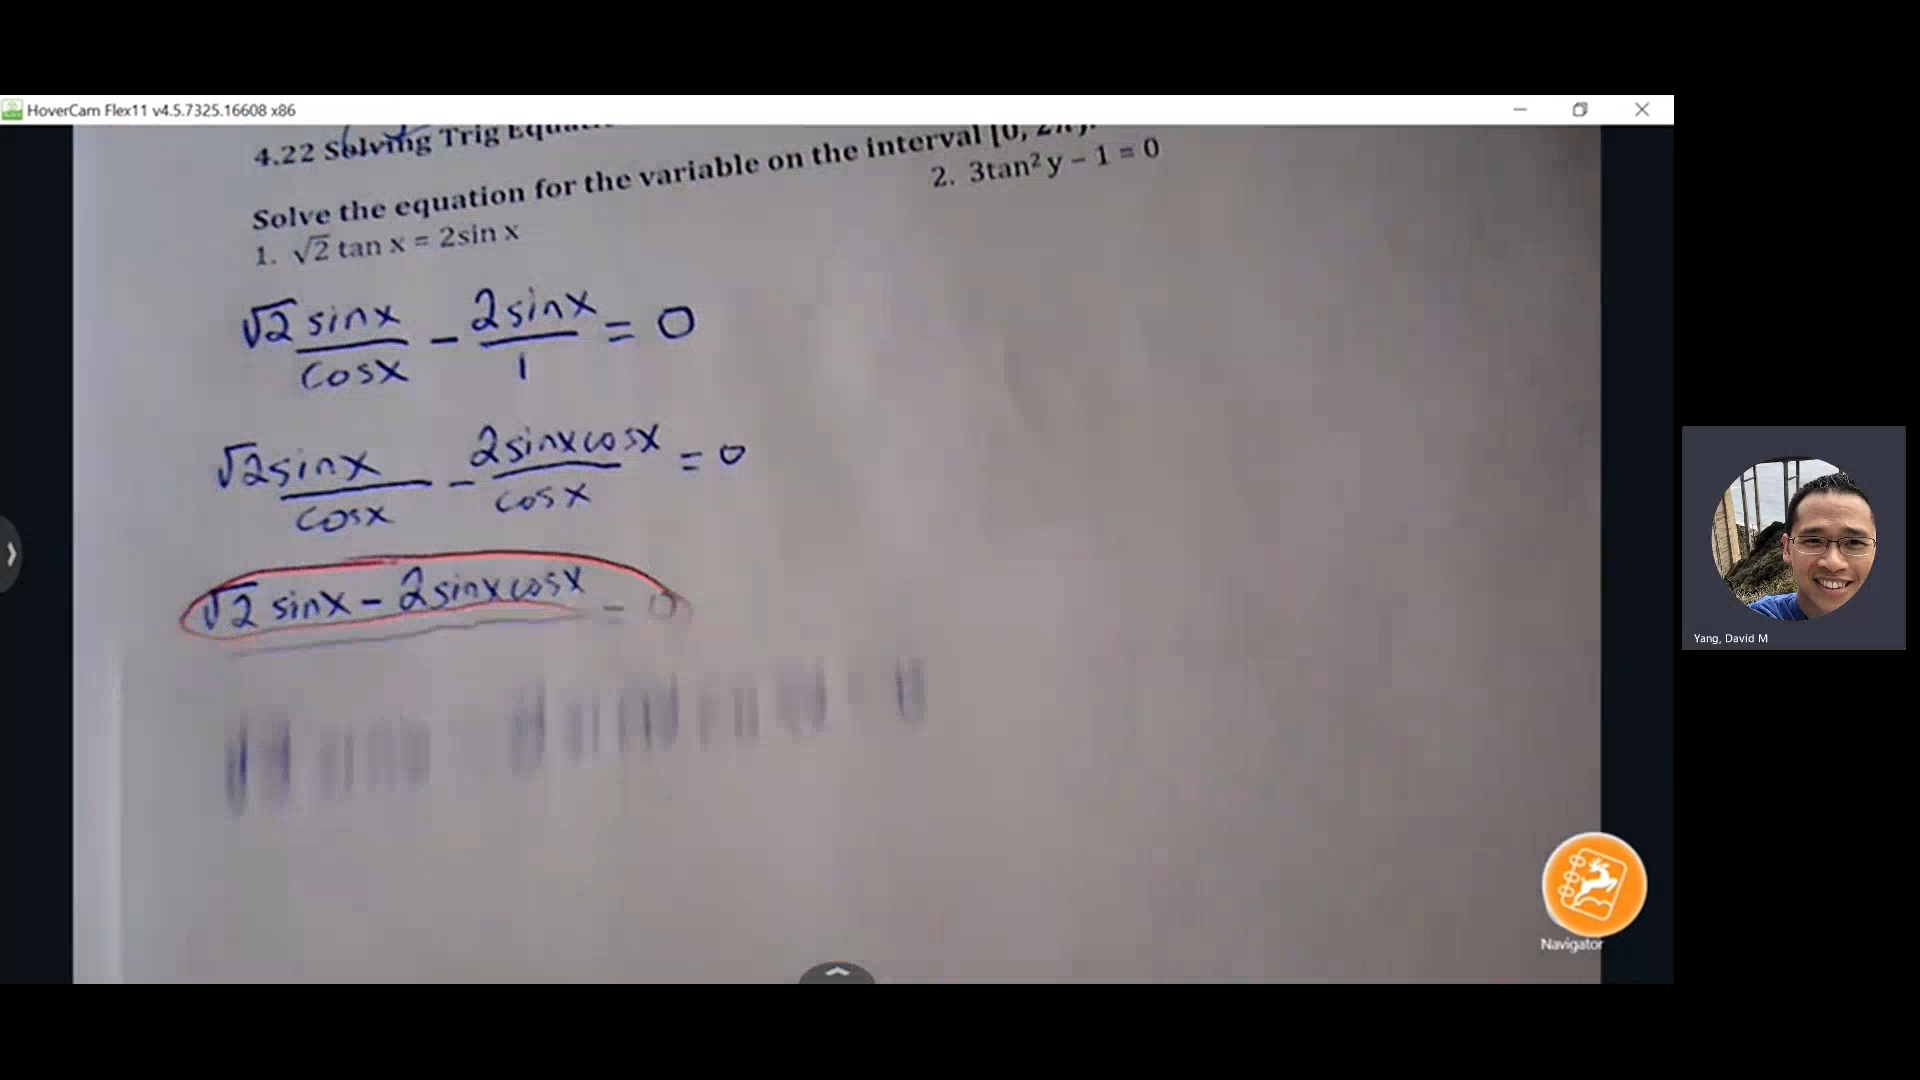 HoverCam Flex11 v4.5.7325.16608 x86
4.22 Solving Trig
Solve the equation for the variable on the interval [0, 2π).
1. √2 tan x = 2sin x
2. 3tan² y − 1 = 0
√2 sinx/cosx − 2sinx/1 = 0
√2sinx/cosx − 2sinxcosx/cosx = 0
√2 sinx − 2sinxcosx = 0
Navigator
Yang, David M